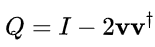 Q = I − 2vv†